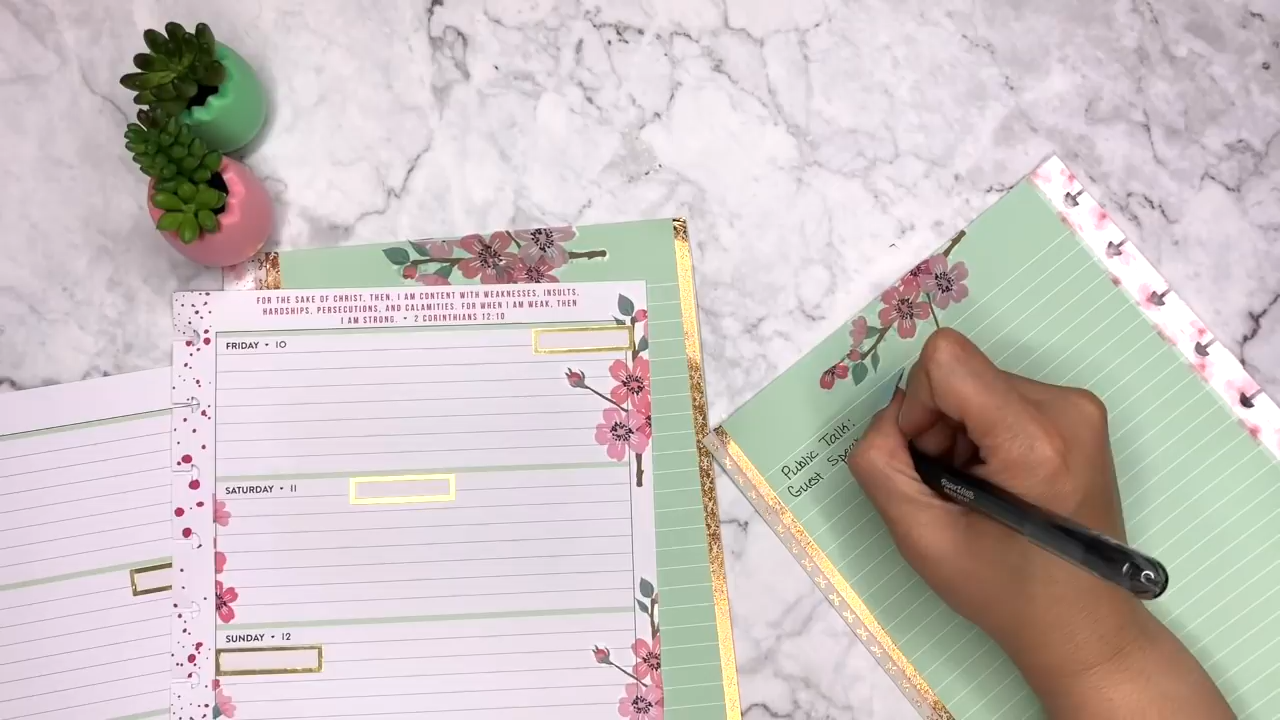 FOR THE SAKE OF CHRIST, THEN, I AM CONTENT WITH WEAKNESSES, INSULTS,
HARDSHIPS, PERSECUTIONS, AND CALAMITIES. FOR WHEN I AM WEAK, THEN
I AM STRONG. • 2 CORINTHIANS 12:10
FRIDAY • 10
SATURDAY • 11
SUNDAY • 12
Public Talk:
Guest